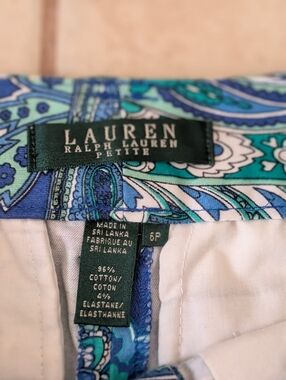 LAUREN
RALPH LAUREN
PETITE
MADE IN
SRI LANKA
FABRIQUE AU
SRI LANKA
6P
96%
COTTON/
COTON
4%
ELASTANE/
ELASTHANNE